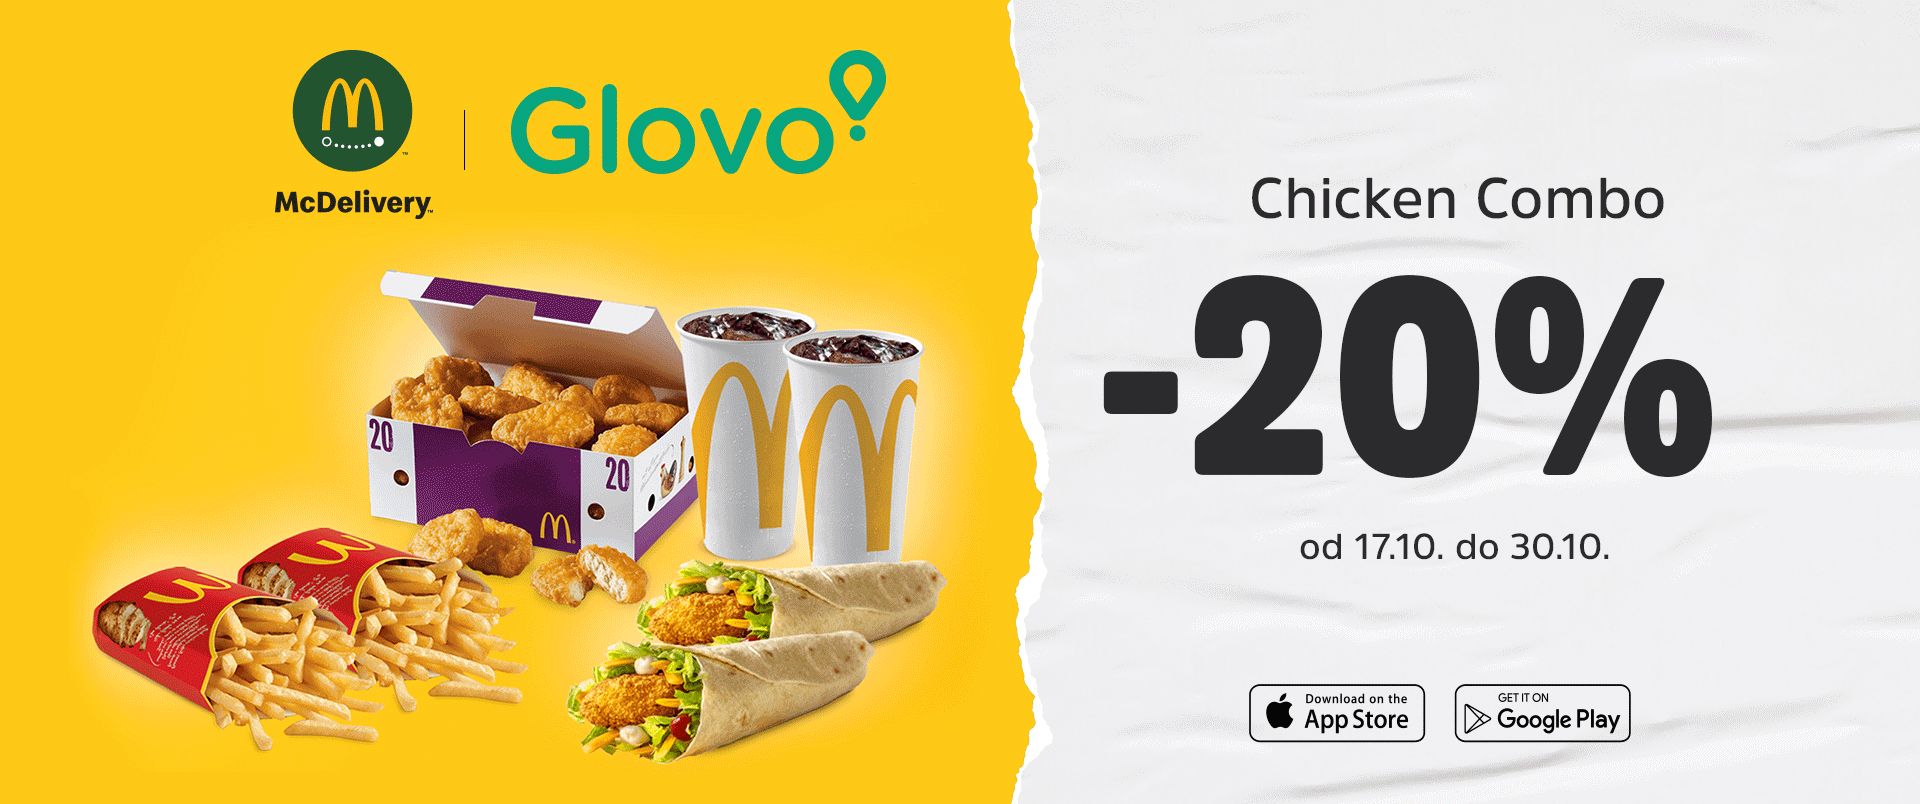 McDelivery™
Glovo
Chicken Combo
-20%
od 17.10. do 30.10.
20
20
Download on the
App Store
GET IT ON
Google Play